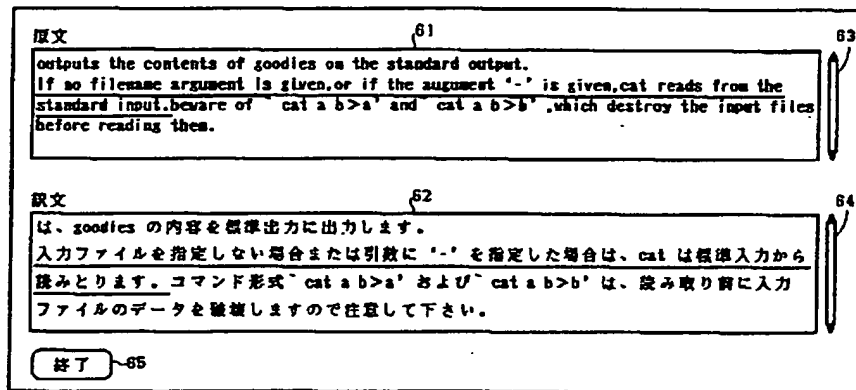 原文
61
63
outputs the contents of goodies on the standard output.
If so filename argument is given,or if the augument '-' is given,cat reads from the
standard input.beware of ` cat a b>a' and ` cat a b>b' ,which destroy the input files
before reading them.
訳文
62
64
は、goodies の内容を標準出力に出力します。
入力ファイルを指定しない場合または引数に '-' を指定した場合は、cat は標準入力から
読みとります。コマンド形式` cat a b>a' および` cat a b>b' は、読み取り前に入力
ファイルのデータを破壊しますので注意して下さい。
終了 65